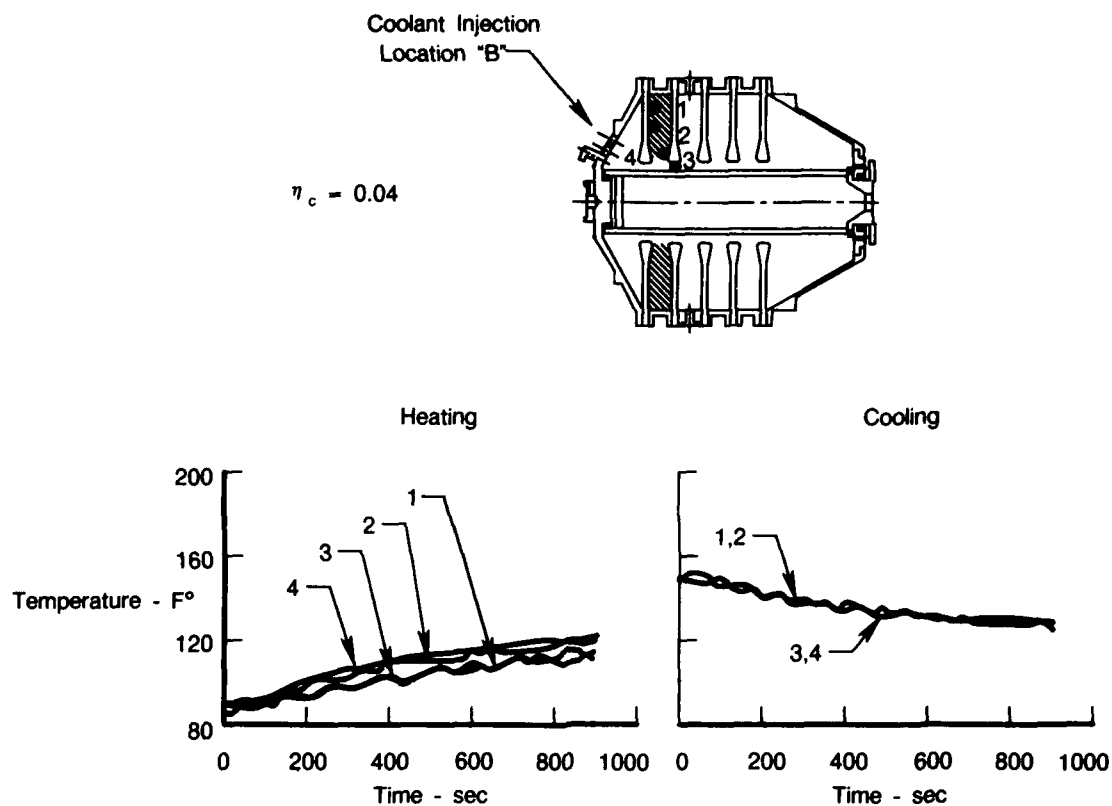 Coolant Injection
Location "B"
1
2
4 3
η c = 0.04
Heating Cooling
200
160
Temperature - F°
120
80
1
2
3
4
1,2
3,4
0 200 400 600 800 1000 0 200 400 600 800 1000
Time - sec Time - sec